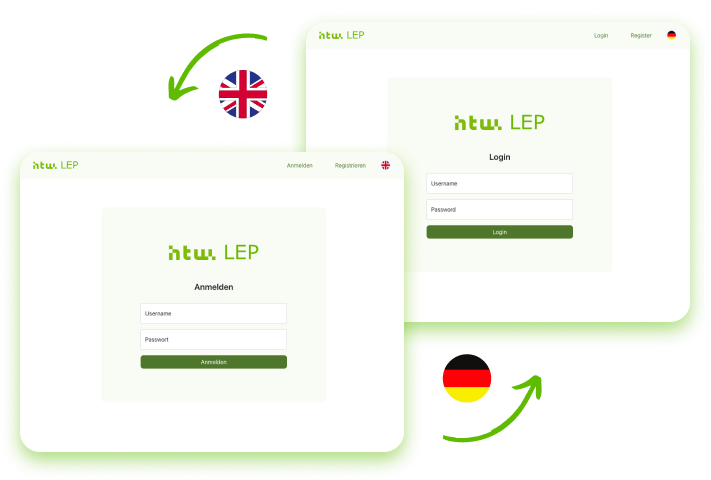 htw. LEP
Login
Register
htw. LEP
Login
Username
Password
Login
htw. LEP
Anmelden
Registrieren
htw. LEP
Anmelden
Username
Passwort
Anmelden